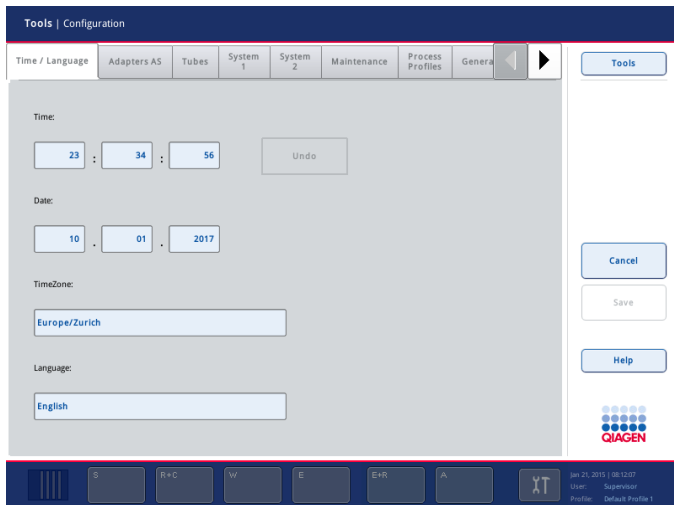 Tools | Configuration
Time / Language
Adapters AS
Tubes
System 1
System 2
Maintenance
Process Profiles
Genera
Tools
Time:
23 : 34 : 56
Undo
Date:
10 . 01 . 2017
Cancel
TimeZone:
Save
Europe/Zurich
Help
Language:
English
QIAGEN
S
R+C
W
E
E+R
A
Jan 21, 2015 | 08:12:07
User: Supervisor
Profile: Default Profile 1